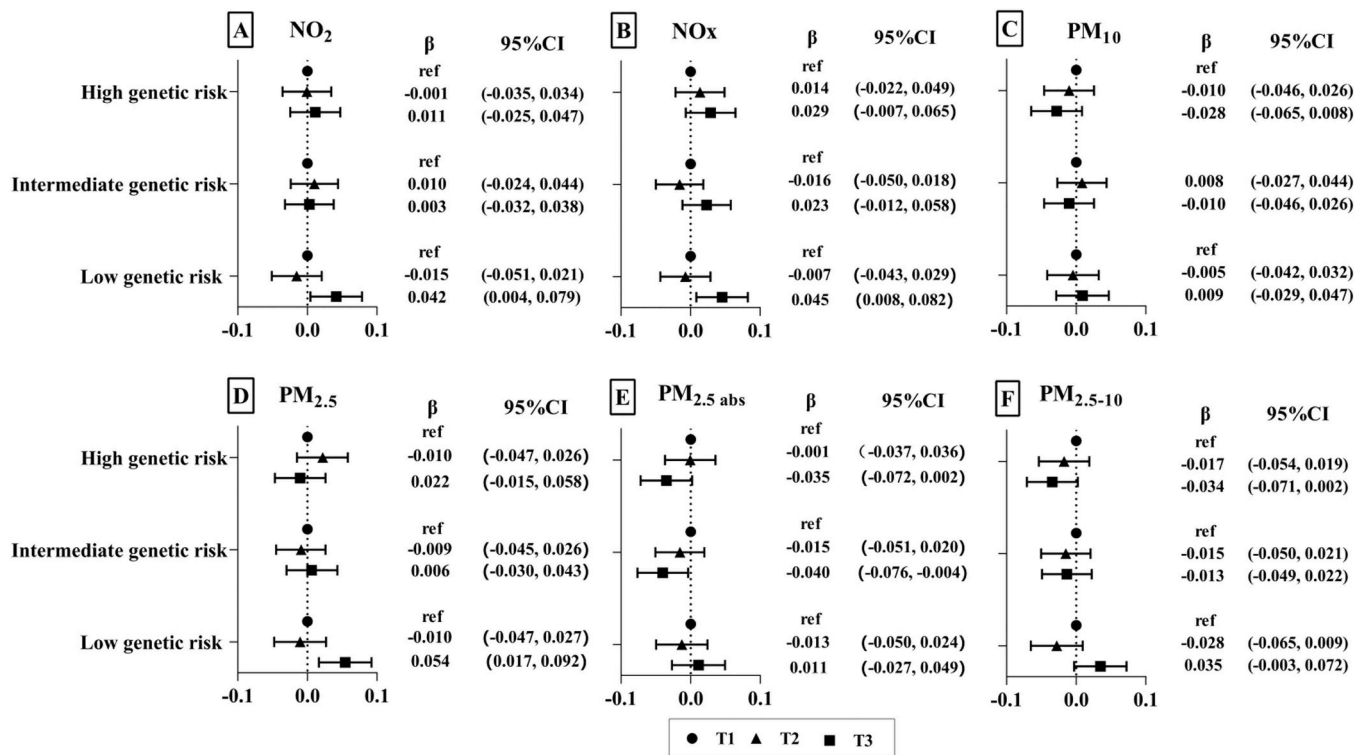 A NO₂ β 95%CI
ref
High genetic risk -0.001 (-0.035, 0.034)
0.011 (-0.025, 0.047)
ref
Intermediate genetic risk 0.010 (-0.024, 0.044)
0.003 (-0.032, 0.038)
ref
Low genetic risk -0.015 (-0.051, 0.021)
0.042 (0.004, 0.079)
-0.1 0.0 0.1
B NOx β 95%CI
ref
0.014 (-0.022, 0.049)
0.029 (-0.007, 0.065)
ref
-0.016 (-0.050, 0.018)
0.023 (-0.012, 0.058)
ref
-0.007 (-0.043, 0.029)
0.045 (0.008, 0.082)
-0.1 0.0 0.1
C PM₁₀ β 95%CI
ref
-0.010 (-0.046, 0.026)
-0.028 (-0.065, 0.008)
ref
0.008 (-0.027, 0.044)
-0.010 (-0.046, 0.026)
ref
-0.005 (-0.042, 0.032)
0.009 (-0.029, 0.047)
-0.1 0.0 0.1
D PM₂.₅ β 95%CI
ref
High genetic risk -0.010 (-0.047, 0.026)
0.022 (-0.015, 0.058)
ref
Intermediate genetic risk -0.009 (-0.045, 0.026)
0.006 (-0.030, 0.043)
ref
Low genetic risk -0.010 (-0.047, 0.027)
0.054 (0.017, 0.092)
-0.1 0.0 0.1
E PM₂.₅ abs β 95%CI
ref
-0.001 （-0.037, 0.036)
-0.035 (-0.072, 0.002)
ref
-0.015 (-0.051, 0.020)
-0.040 (-0.076, -0.004)
ref
-0.013 (-0.050, 0.024)
0.011 (-0.027, 0.049)
-0.1 0.0 0.1
F PM₂.₅₋₁₀ β 95%CI
ref
-0.017 (-0.054, 0.019)
-0.034 (-0.071, 0.002)
ref
-0.015 (-0.050, 0.021)
-0.013 (-0.049, 0.022)
ref
-0.028 (-0.065, 0.009)
0.035 (-0.003, 0.072)
-0.1 0.0 0.1
T1 T2 T3